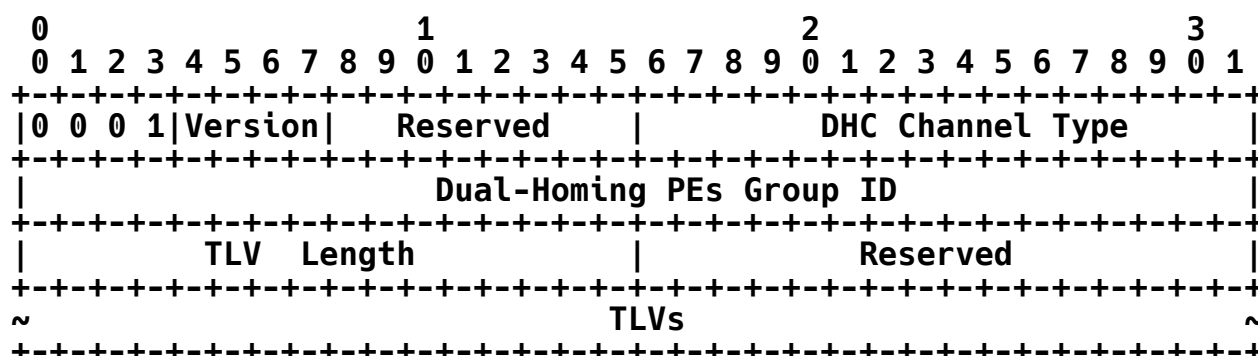 0                   1                   2                   3
 0 1 2 3 4 5 6 7 8 9 0 1 2 3 4 5 6 7 8 9 0 1 2 3 4 5 6 7 8 9 0 1
+-+-+-+-+-+-+-+-+-+-+-+-+-+-+-+-+-+-+-+-+-+-+-+-+-+-+-+-+-+-+-+-+
|0 0 0 1|Version|   Reserved    |         DHC Channel Type      |
+-+-+-+-+-+-+-+-+-+-+-+-+-+-+-+-+-+-+-+-+-+-+-+-+-+-+-+-+-+-+-+-+
|                     Dual-Homing PEs Group ID                  |
+-+-+-+-+-+-+-+-+-+-+-+-+-+-+-+-+-+-+-+-+-+-+-+-+-+-+-+-+-+-+-+-+
|         TLV  Length           |           Reserved            |
+-+-+-+-+-+-+-+-+-+-+-+-+-+-+-+-+-+-+-+-+-+-+-+-+-+-+-+-+-+-+-+-+
~                              TLVs                             ~
+-+-+-+-+-+-+-+-+-+-+-+-+-+-+-+-+-+-+-+-+-+-+-+-+-+-+-+-+-+-+-+-+